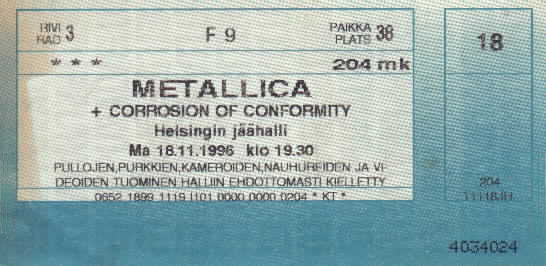 RIVI
RAD 3
F 9
PAIKKA
PLATS 38
18
* * *
204 mk
METALLICA
+ CORROSION OF CONFORMITY
Helsingin jäähalli
Ma 18.11.1996 klo 19.30
PULLOJEN,PURKKIEN,KAMEROIDEN,NAUHUREIDEN JA VI
DEOIDEN TUOMINEN HALLIIN EHDOTTOMASTI KIELLETTY
0652 1899 1119 1101 0000 0000 0204 * KT *
204
4034024